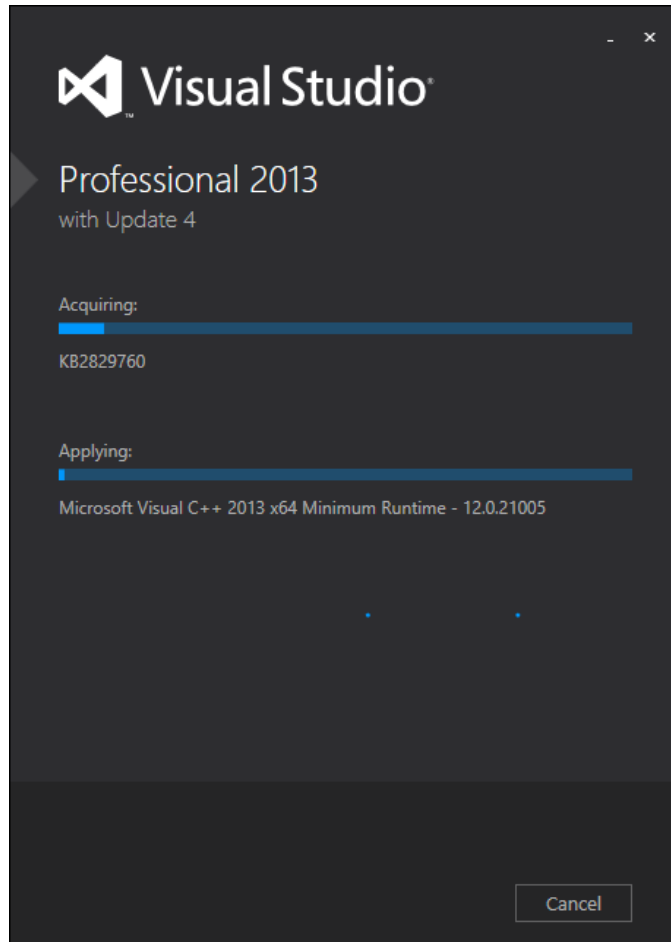 Visual Studio®
™
Professional 2013
with Update 4
Acquiring:
KB2829760
Applying:
Microsoft Visual C++ 2013 x64 Minimum Runtime - 12.0.21005
Cancel